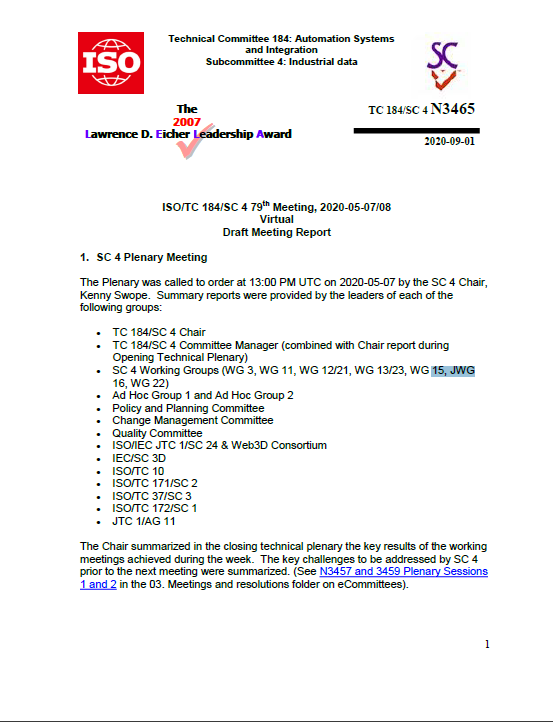 ISO
Technical Committee 184: Automation Systems
and Integration
Subcommittee 4: Industrial data
SC
The
2007
Lawrence D. Eicher Leadership Award
TC 184/SC 4 N3465
2020-09-01
ISO/TC 184/SC 4 79th Meeting, 2020-05-07/08
Virtual
Draft Meeting Report
1. SC 4 Plenary Meeting
The Plenary was called to order at 13:00 PM UTC on 2020-05-07 by the SC 4 Chair,
Kenny Swope. Summary reports were provided by the leaders of each of the
following groups:
• TC 184/SC 4 Chair
• TC 184/SC 4 Committee Manager (combined with Chair report during
Opening Technical Plenary)
• SC 4 Working Groups (WG 3, WG 11, WG 12/21, WG 13/23, WG 15, JWG
16, WG 22)
• Ad Hoc Group 1 and Ad Hoc Group 2
• Policy and Planning Committee
• Change Management Committee
• Quality Committee
• ISO/IEC JTC 1/SC 24 & Web3D Consortium
• IEC/SC 3D
• ISO/TC 10
• ISO/TC 171/SC 2
• ISO/TC 37/SC 3
• ISO/TC 172/SC 1
• JTC 1/AG 11
The Chair summarized in the closing technical plenary the key results of the working
meetings achieved during the week. The key challenges to be addressed by SC 4
prior to the next meeting were summarized. (See N3457 and 3459 Plenary Sessions
1 and 2 in the 03. Meetings and resolutions folder on eCommittees).
1